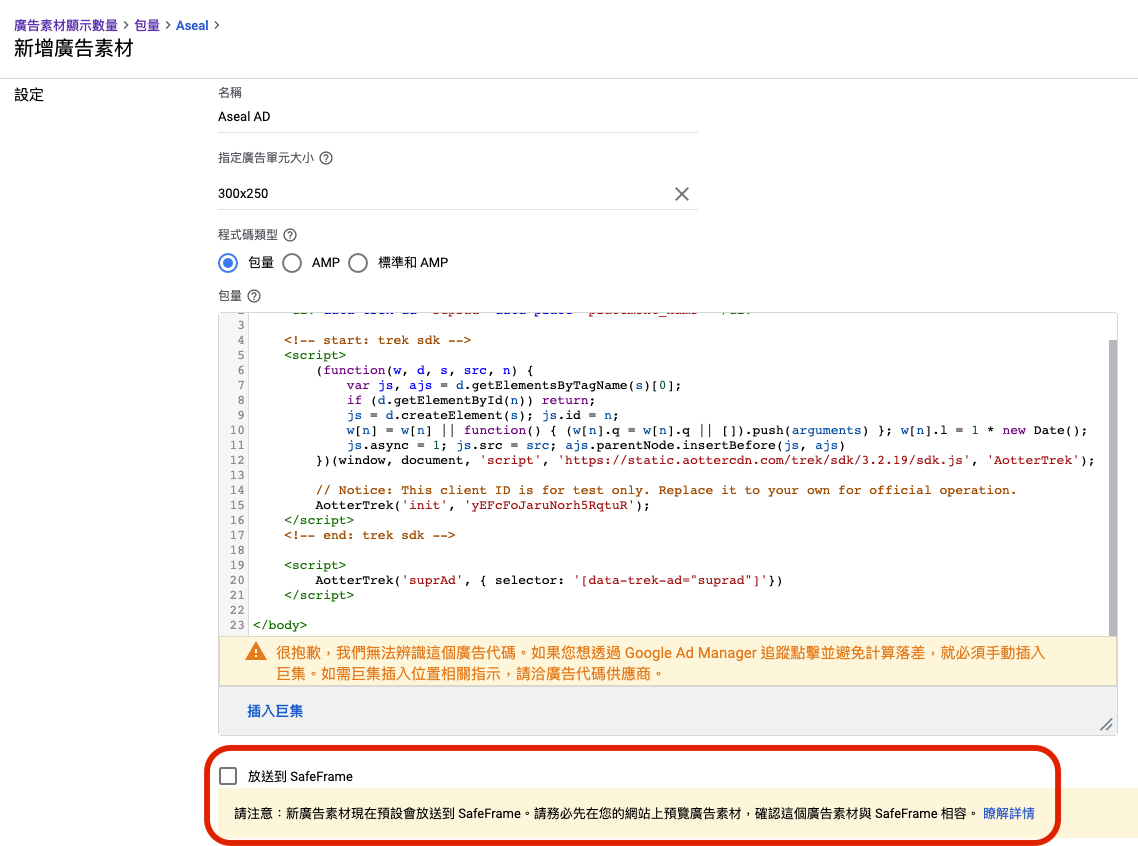 廣告素材顯示數量 > 包量 > Aseal >
新增廣告素材
設定
名稱
Aseal AD
指定廣告單元大小
300x250
程式碼類型
包量 AMP 標準和 AMP
包量
3
4 <!-- start: trek sdk -->
5 <script>
6 (function(w, d, s, src, n) {
7 var js, ajs = d.getElementsByTagName(s)[0];
8 if (d.getElementById(n)) return;
9 js = d.createElement(s); js.id = n;
10 w[n] = w[n] || function() { (w[n].q = w[n].q || []).push(arguments) }; w[n].l = 1 * new Date();
11 js.async = 1; js.src = src; ajs.parentNode.insertBefore(js, ajs)
12 })(window, document, 'script', 'https://static.aottercdn.com/trek/sdk/3.2.19/sdk.js', 'AotterTrek');
13
14 // Notice: This client ID is for test only. Replace it to your own for official operation.
15 AotterTrek('init', 'yEFcFoJaruNorh5RqtuR');
16 </script>
17 <!-- end: trek sdk -->
18
19 <script>
20 AotterTrek('suprAd', { selector: '[data-trek-ad="suprad"]'})
21 </script>
22
23 </body>
很抱歉，我們無法辨識這個廣告代碼。如果您想透過 Google Ad Manager 追蹤點擊並避免計算落差，就必須手動插入
巨集。如需巨集插入位置相關指示，請洽廣告代碼供應商。
插入巨集
放送到 SafeFrame
請注意：新廣告素材現在預設會放送到 SafeFrame。請務必先在您的網站上預覽廣告素材，確認這個廣告素材與 SafeFrame 相容。 瞭解詳情